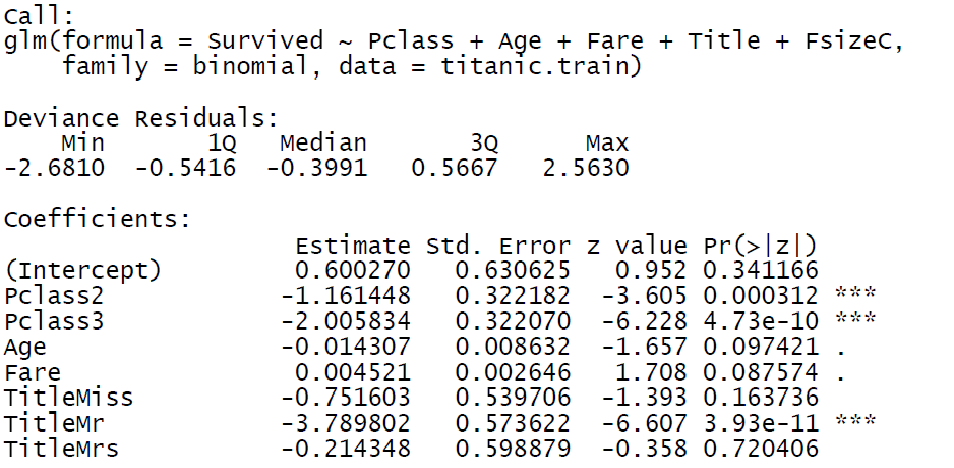 Call:
glm(formula = Survived ~ Pclass + Age + Fare + Title + FsizeC,
    family = binomial, data = titanic.train)

Deviance Residuals:
    Min       1Q   Median       3Q      Max
-2.6810  -0.5416  -0.3991   0.5667   2.5630

Coefficients:
             Estimate Std. Error z value Pr(>|z|)
(Intercept)  0.600270   0.630625   0.952 0.341166
Pclass2     -1.161448   0.322182  -3.605 0.000312 ***
Pclass3     -2.005834   0.322070  -6.228 4.73e-10 ***
Age         -0.014307   0.008632  -1.657 0.097421 .
Fare         0.004521   0.002646   1.708 0.087574 .
TitleMiss   -0.751603   0.539706  -1.393 0.163736
TitleMr     -3.789802   0.573622  -6.607 3.93e-11 ***
TitleMrs    -0.214348   0.598879  -0.358 0.720406